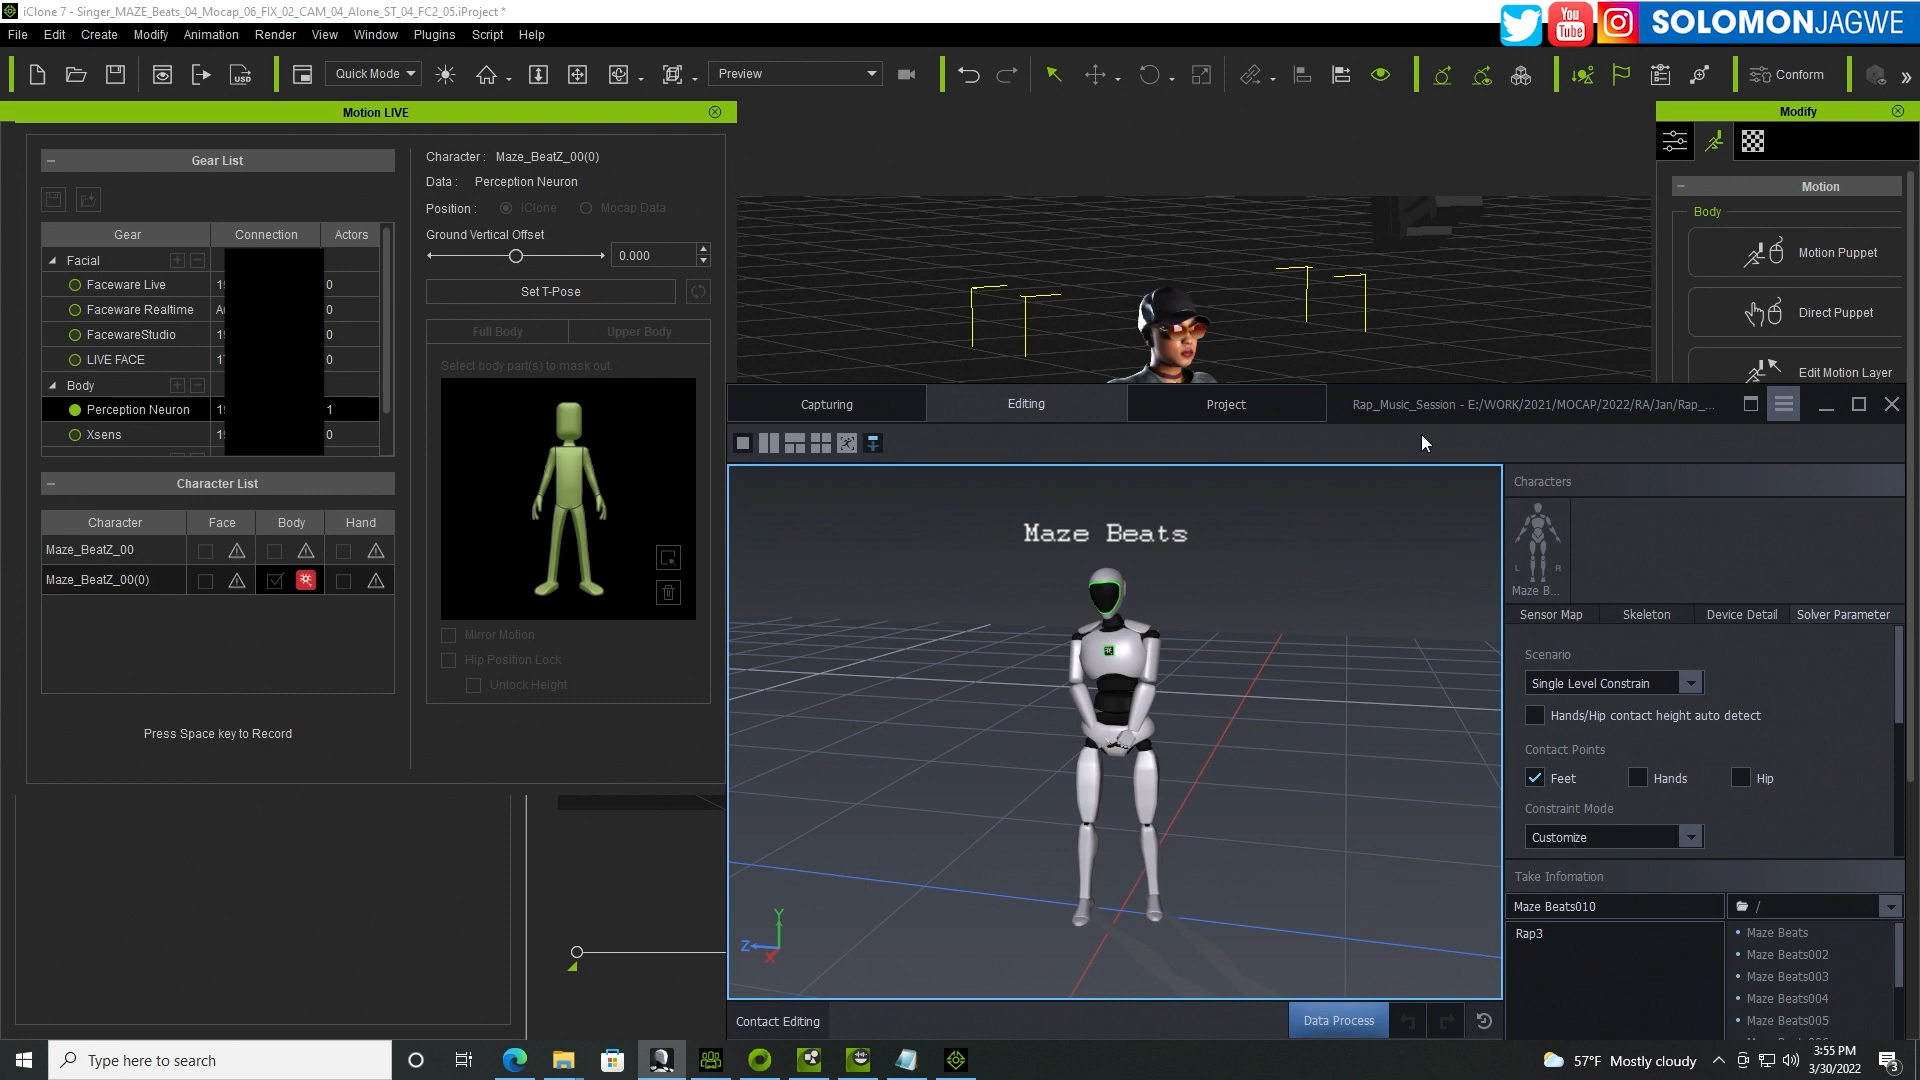 iClone 7 - Singer_MAZE_Beats_04_Mocap_06_FIX_02_CAM_04_Alone_ST_04_FC2_05.iProject *
File Edit Create Modify Animation Render View Window Plugins Script Help
You Tube
SOLOMONJAGWE
USD
Quick Mode
Preview
Conform
Motion LIVE
Modify
Gear List
Gear Connection Actors
Facial
Faceware Live 0
Faceware Realtime 0
FacewareStudio 0
LIVE FACE 0
Body
Perception Neuron 1
Xsens 0
Character List
Character Face Body Hand
Maze_BeatZ_00
Maze_BeatZ_00(0)
Press Space key to Record
Character : Maze_BeatZ_00(0)
Data : Perception Neuron
Position : iClone Mocap Data
Ground Vertical Offset
0.000
Set T-Pose
Full Body Upper Body
Select body part(s) to mask out.
Mirror Motion
Hip Position Lock
Unlock Height
Motion
Body
Motion Puppet
Direct Puppet
Edit Motion Layer
Capturing Editing Project Rap_Music_Session - E:/WORK/2021/MOCAP/2022/RA/Jan/Rap_...
Maze Beats
Y
Z
X
Contact Editing
Data Process
Characters
L R
Maze B...
Sensor Map Skeleton Device Detail Solver Parameter
Scenario
Single Level Constrain
Hands/Hip contact height auto detect
Contact Points
Feet Hands Hip
Constraint Mode
Customize
Take Infomation
Maze Beats010 /
Rap3
Maze Beats
Maze Beats002
Maze Beats003
Maze Beats004
Maze Beats005
Type here to search
57°F Mostly cloudy
3:55 PM
3/30/2022
3